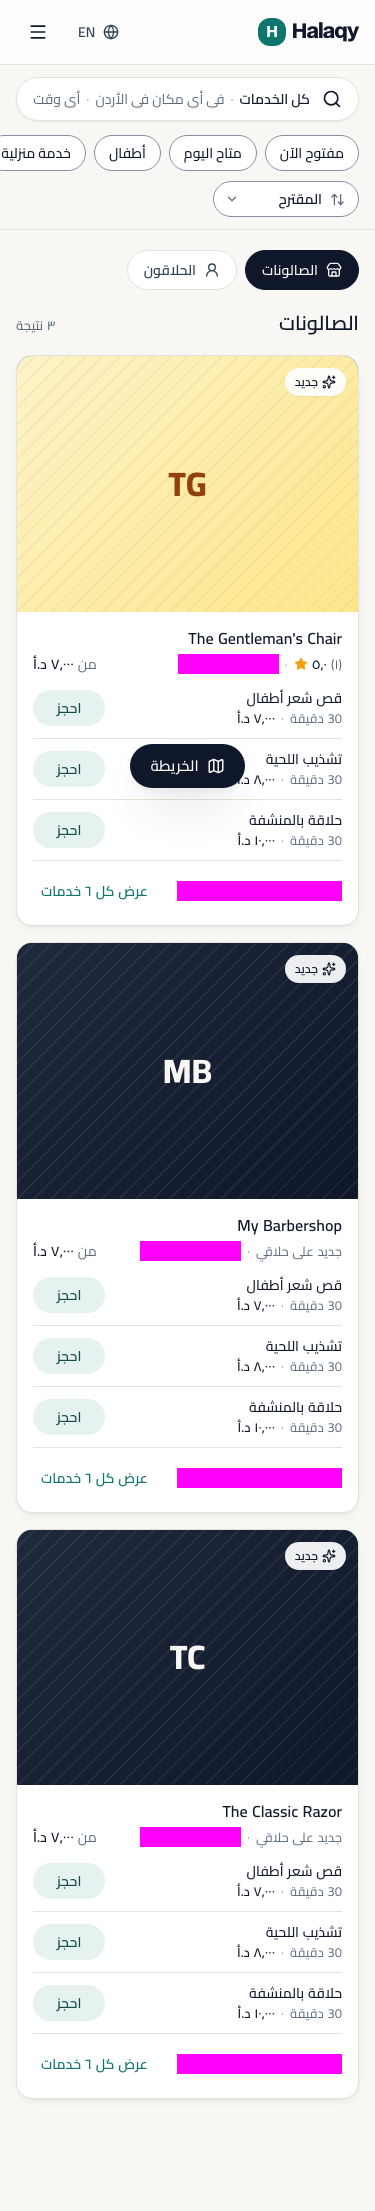 H Halaqy
EN
كل الخدمات · في أي مكان في الأردن · أي وقت
مفتوح الآن
متاح اليوم
أطفال
خدمة منزلية
المقترح
الصالونات
الحلاقون
الصالونات
٣ نتيجة
جديد
TG
The Gentleman's Chair
٥,٠ (١) ·
من ٧,٠٠٠ د.أ
قص شعر أطفال
30 دقيقة · ٧,٠٠٠ د.أ
احجز
تشذيب اللحية
30 دقيقة · ٨,٠٠٠ د.أ
احجز
الخريطة
حلاقة بالمنشفة
30 دقيقة · ١٠,٠٠٠ د.أ
احجز
عرض كل ٦ خدمات
جديد
MB
My Barbershop
جديد على حلاقي ·
من ٧,٠٠٠ د.أ
قص شعر أطفال
30 دقيقة · ٧,٠٠٠ د.أ
احجز
تشذيب اللحية
30 دقيقة · ٨,٠٠٠ د.أ
احجز
حلاقة بالمنشفة
30 دقيقة · ١٠,٠٠٠ د.أ
احجز
عرض كل ٦ خدمات
جديد
TC
The Classic Razor
جديد على حلاقي ·
من ٧,٠٠٠ د.أ
قص شعر أطفال
30 دقيقة · ٧,٠٠٠ د.أ
احجز
تشذيب اللحية
30 دقيقة · ٨,٠٠٠ د.أ
احجز
حلاقة بالمنشفة
30 دقيقة · ١٠,٠٠٠ د.أ
احجز
عرض كل ٦ خدمات